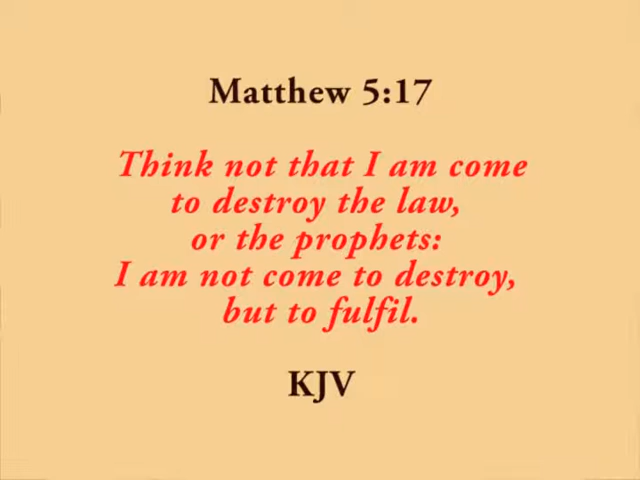 Matthew 5:17
Think not that I am come
to destroy the law,
or the prophets:
I am not come to destroy,
but to fulfil.
KJV